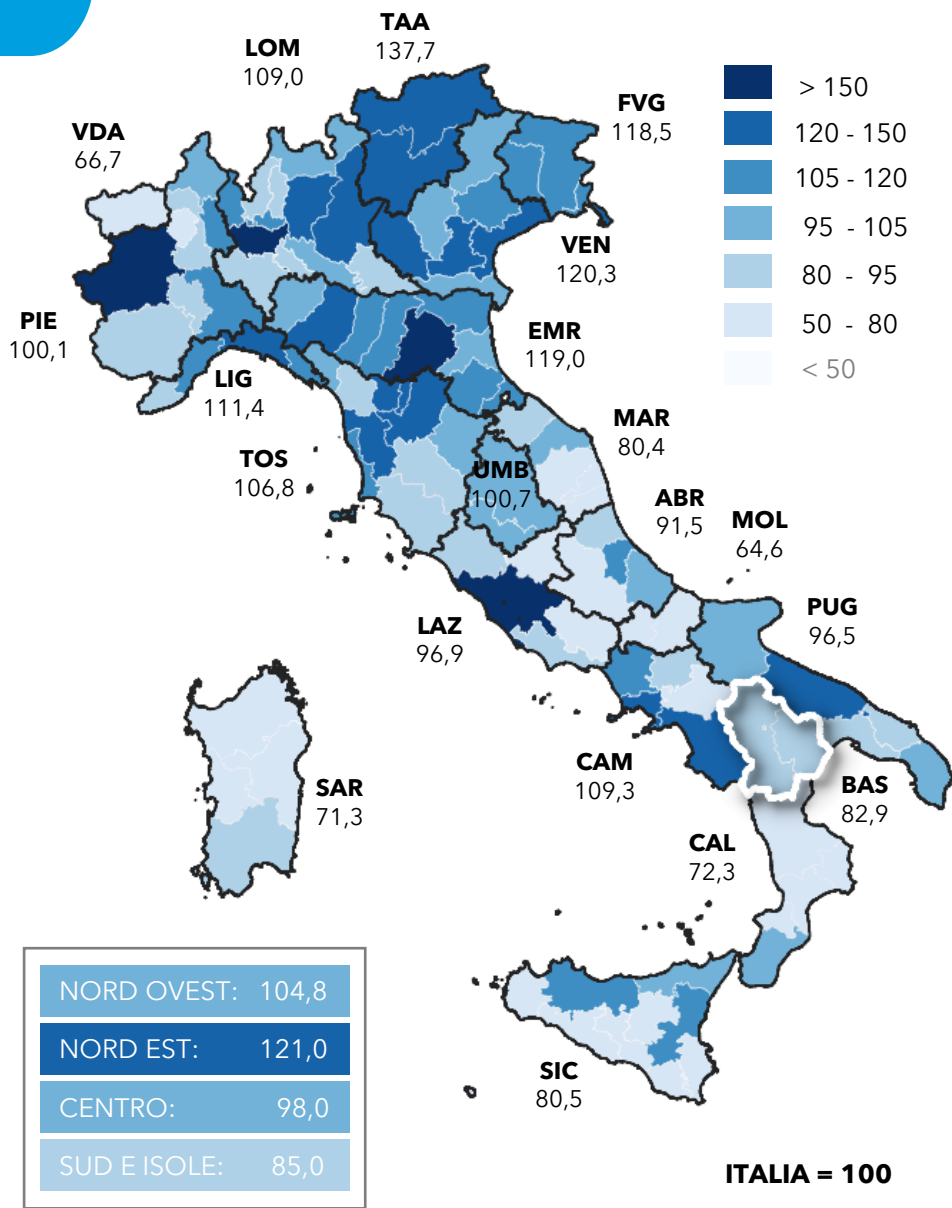 TAA
137,7
LOM
109,0
FVG
118,5
VDA
66,7
> 150
120 - 150
105 - 120
95 - 105
80 - 95
50 - 80
< 50
VEN
120,3
PIE
100,1
EMR
119,0
LIG
111,4
MAR
80,4
TOS
106,8
UMB
100,7
ABR
91,5
MOL
64,6
PUG
96,5
LAZ
96,9
CAM
109,3
BAS
82,9
SAR
71,3
CAL
72,3
SIC
80,5
NORD OVEST: 104,8
NORD EST: 121,0
CENTRO: 98,0
SUD E ISOLE: 85,0
ITALIA = 100